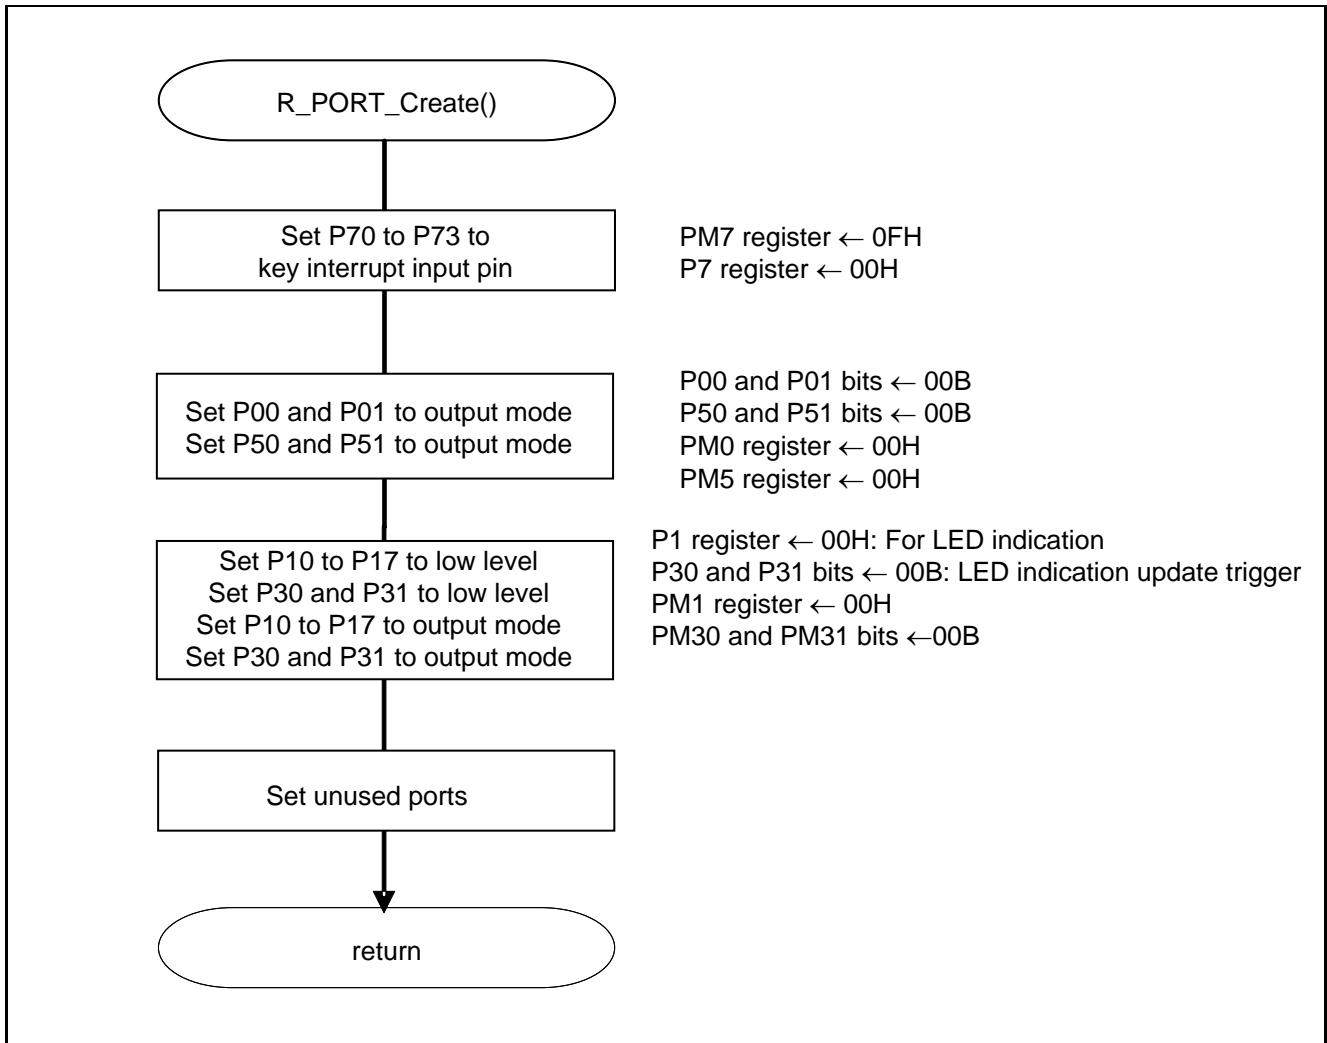 R_PORT_Create()
Set P70 to P73 to
key interrupt input pin
PM7 register ← 0FH
P7 register ← 00H
Set P00 and P01 to output mode
Set P50 and P51 to output mode
P00 and P01 bits ← 00B
P50 and P51 bits ← 00B
PM0 register ← 00H
PM5 register ← 00H
Set P10 to P17 to low level
Set P30 and P31 to low level
Set P10 to P17 to output mode
Set P30 and P31 to output mode
P1 register ← 00H: For LED indication
P30 and P31 bits ← 00B: LED indication update trigger
PM1 register ← 00H
PM30 and PM31 bits ←00B
Set unused ports
return